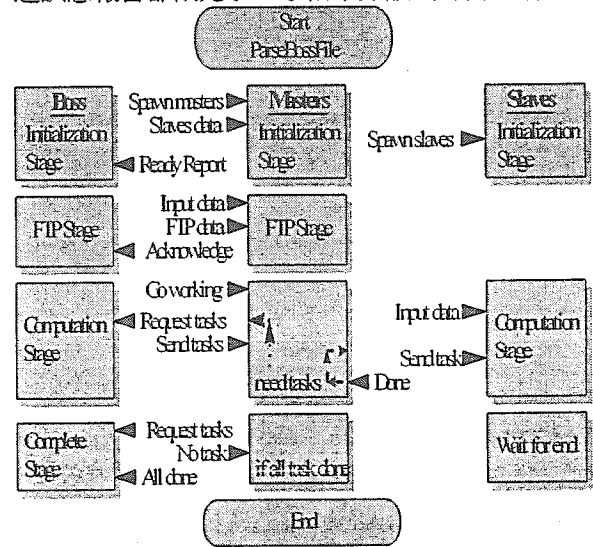 Start
ParseBossFile
Boss
Initialization
Stage
Spawn masters
Slaves data
Ready Report
Masters
Initialization
Stage
Spawn slaves
Slaves
Initialization
Stage
FTP Stage
Input data
FTP data
Acknowledge
FTP Stage
Computation
Stage
Go working
Request tasks
Send tasks
need tasks
Done
Input data
Send task
Computation
Stage
Complete
Stage
Request tasks
No task
All done
if all task done
Wait for end
End